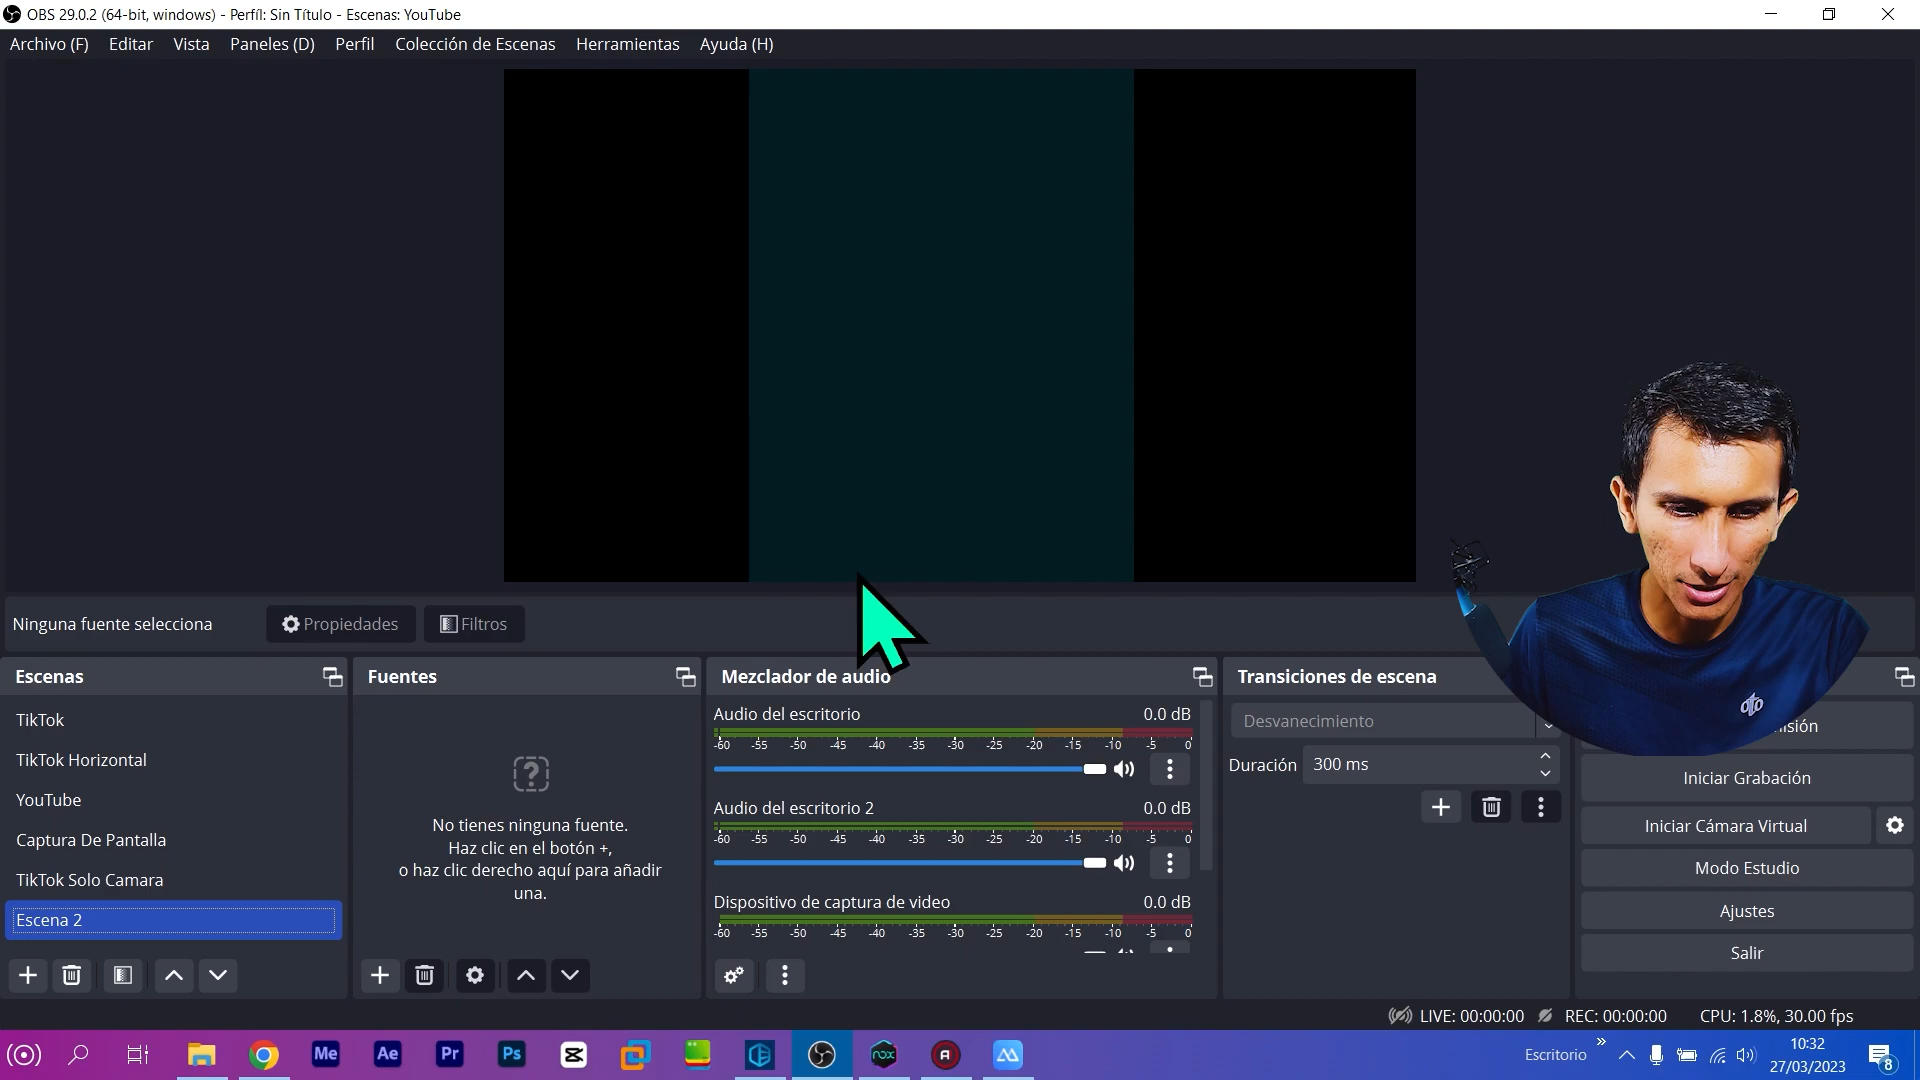 OBS 29.0.2 (64-bit, windows) - Perfil: Sin Título - Escenas: YouTube
Archivo (F) Editar Vista Paneles (D) Perfil Colección de Escenas Herramientas Ayuda (H)
Ninguna fuente selecciona Propiedades Filtros
Escenas
TikTok
TikTok Horizontal
YouTube
Captura De Pantalla
TikTok Solo Camara
Escena 2
Fuentes
No tienes ninguna fuente.
Haz clic en el botón +,
o haz clic derecho aquí para añadir
una.
Mezclador de audio
Audio del escritorio 0.0 dB
-60 -55 -50 -45 -40 -35 -30 -25 -20 -15 -10 -5 0
Audio del escritorio 2 0.0 dB
-60 -55 -50 -45 -40 -35 -30 -25 -20 -15 -10 -5 0
Dispositivo de captura de video 0.0 dB
-60 -55 -50 -45 -40 -35 -30 -25 -20 -15 -10 -5 0
Transiciones de escena
Desvanecimiento
Duración 300 ms
Iniciar Grabación
Iniciar Cámara Virtual
Modo Estudio
Ajustes
Salir
LIVE: 00:00:00 REC: 00:00:00 CPU: 1.8%, 30.00 fps
Me Ae Pr Ps nox A
Escritorio » 10:32
27/03/2023 8